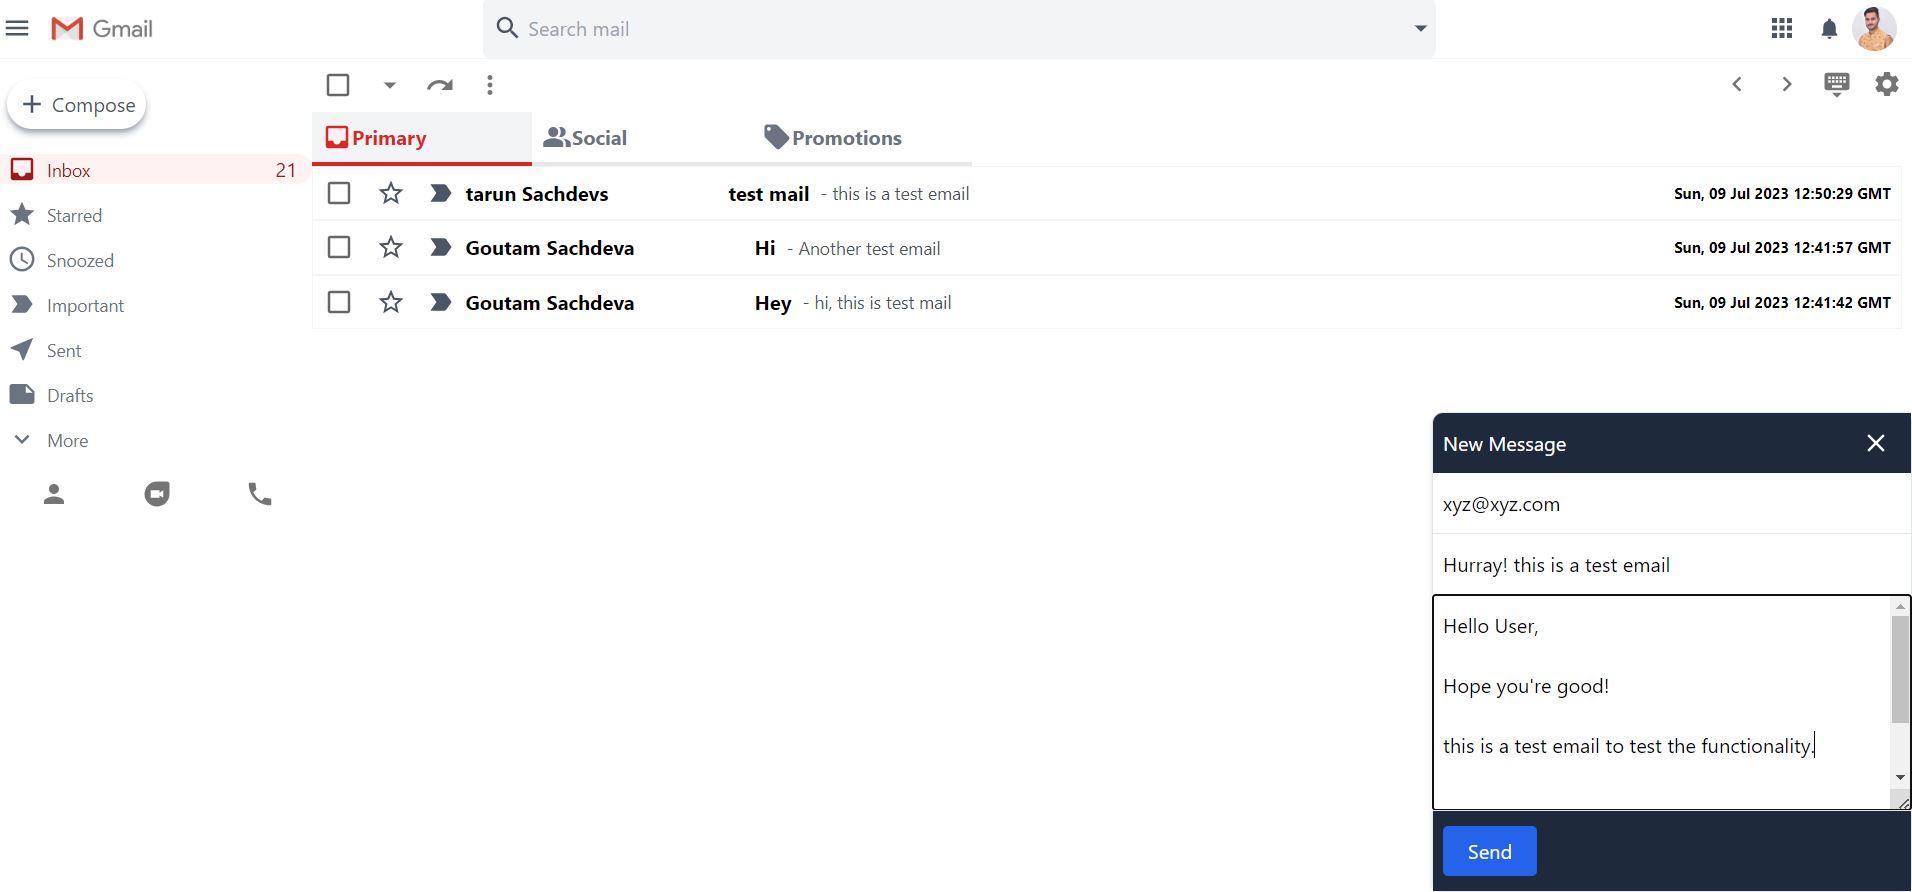 Gmail
Search mail
Compose
Inbox 21
Starred
Snoozed
Important
Sent
Drafts
More
Primary Social Promotions
tarun Sachdevs test mail - this is a test email Sun, 09 Jul 2023 12:50:29 GMT
Goutam Sachdeva Hi - Another test email Sun, 09 Jul 2023 12:41:57 GMT
Goutam Sachdeva Hey - hi, this is test mail Sun, 09 Jul 2023 12:41:42 GMT
New Message
xyz@xyz.com
Hurray! this is a test email
Hello User,
Hope you're good!
this is a test email to test the functionality.
Send